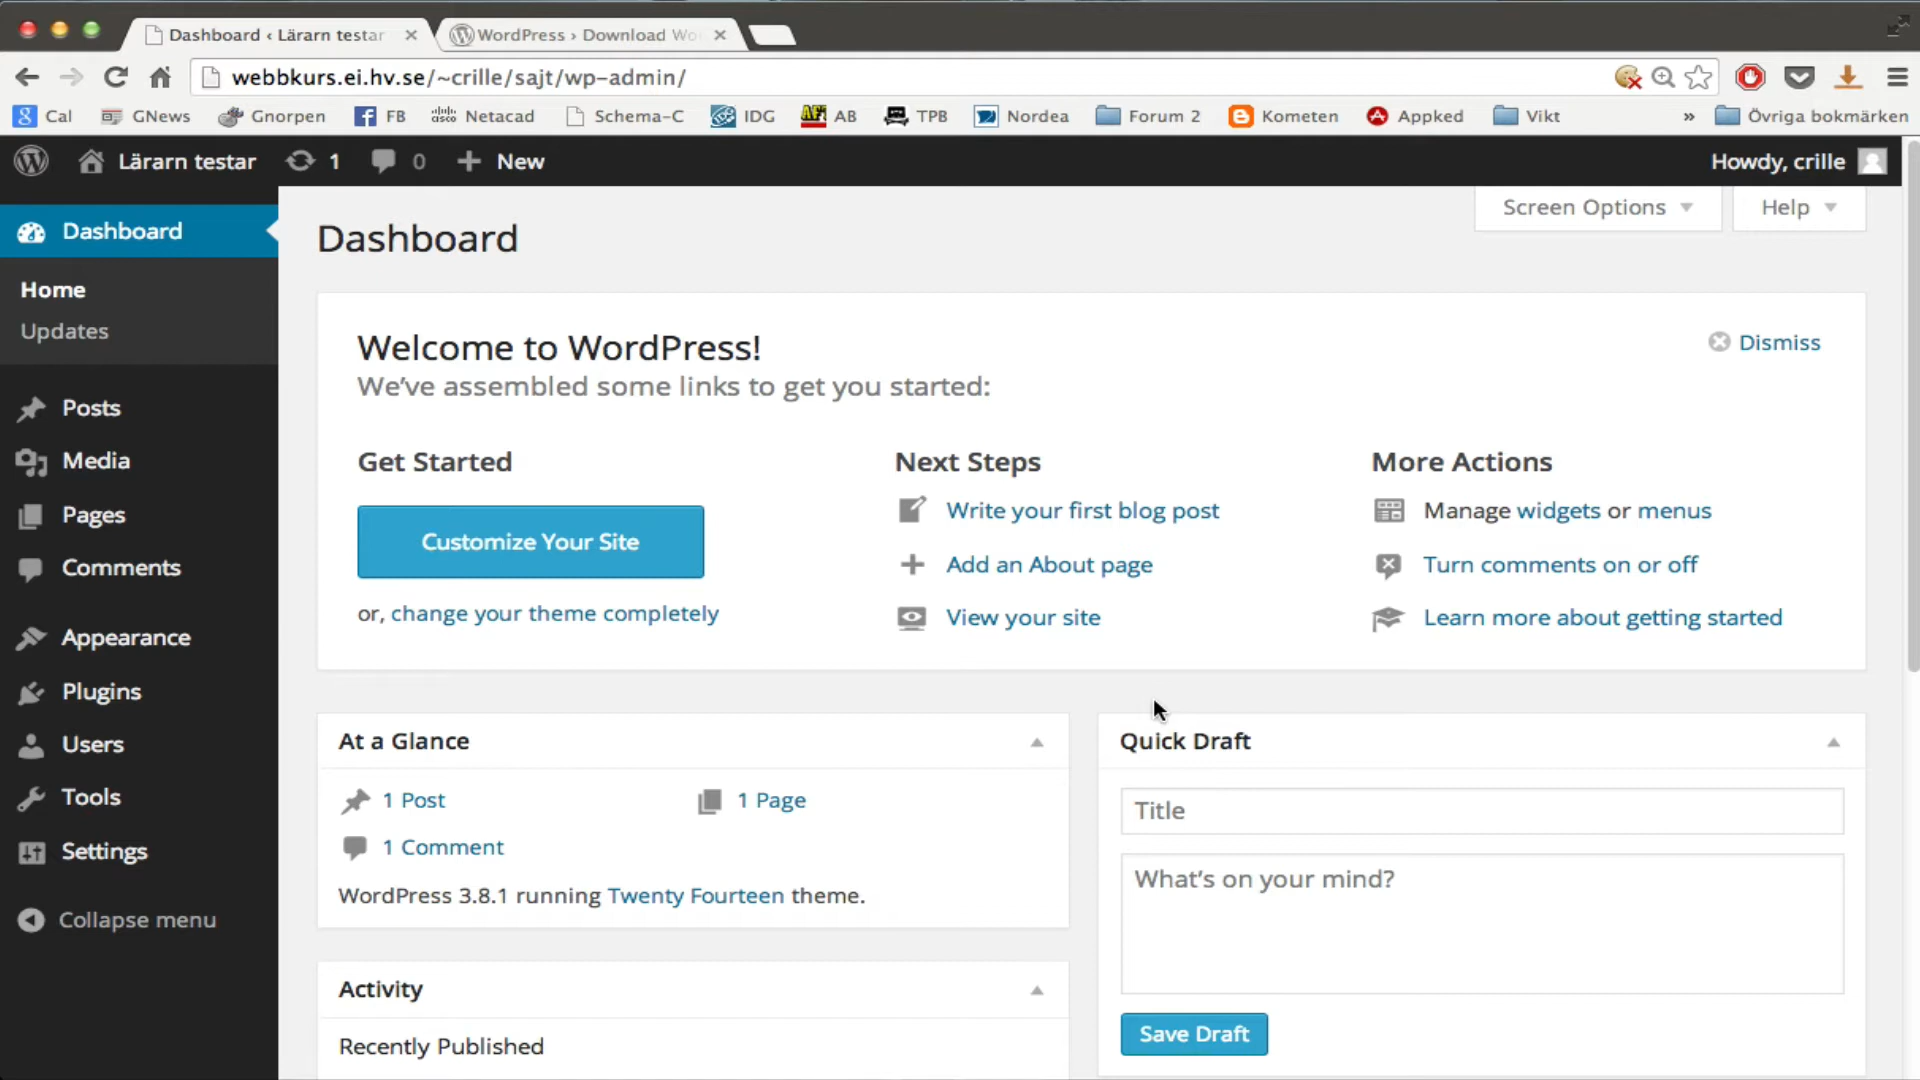 Dashboard ‹ Lärarn testar
WordPress › Download Wo
webbkurs.ei.hv.se/~crille/sajt/wp-admin/
Cal GNews Gnorpen FB Netacad Schema-C IDG AB TPB Nordea Forum 2 Kometen Appked Vikt » Övriga bokmärken
Lärarn testar 1 0 New Howdy, crille
Screen Options Help
Dashboard
Home
Updates
Posts
Media
Pages
Comments
Appearance
Plugins
Users
Tools
Settings
Collapse menu
Dashboard
Welcome to WordPress!
Dismiss
We've assembled some links to get you started:
Get Started
Customize Your Site
or, change your theme completely
Next Steps
Write your first blog post
Add an About page
View your site
More Actions
Manage widgets or menus
Turn comments on or off
Learn more about getting started
At a Glance
1 Post 1 Page
1 Comment
WordPress 3.8.1 running Twenty Fourteen theme.
Activity
Recently Published
Quick Draft
Title
What's on your mind?
Save Draft